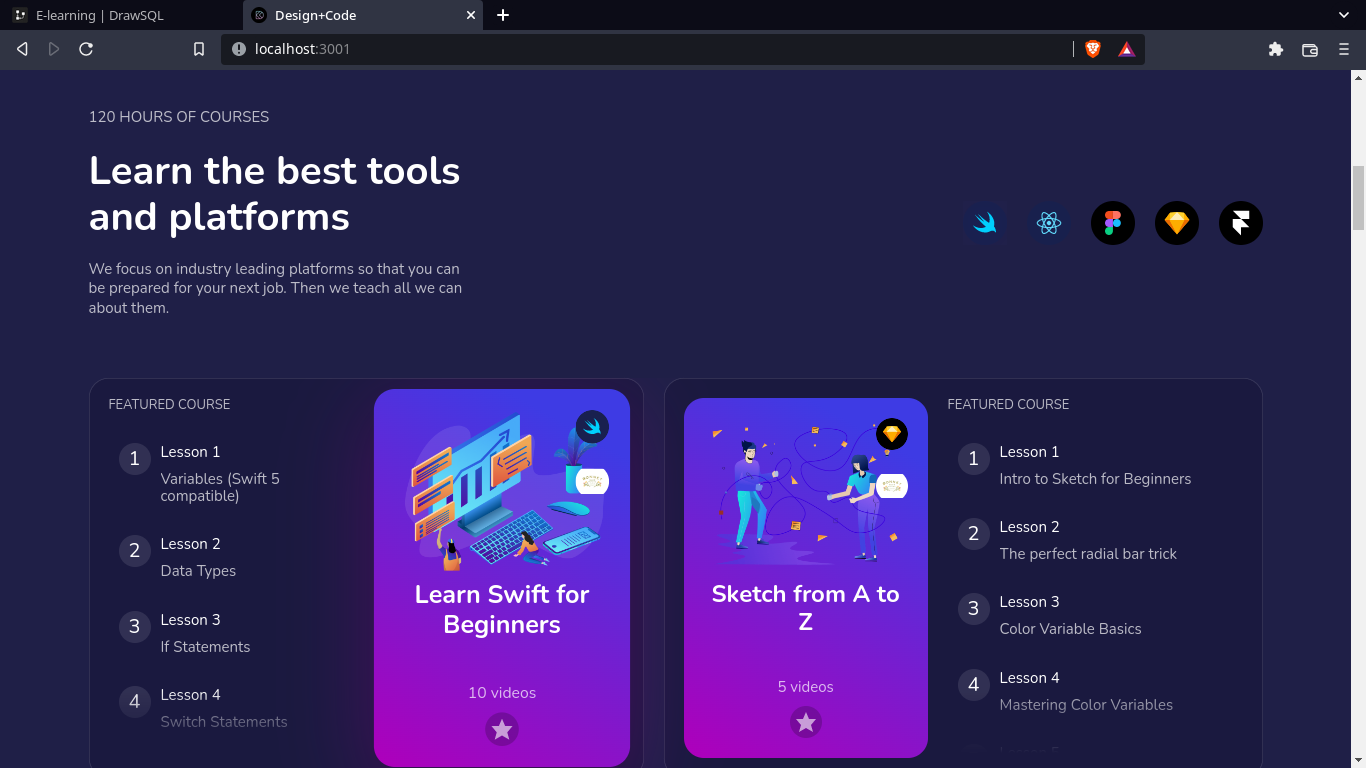 E-learning | DrawSQL
Design+Code
localhost:3001
120 HOURS OF COURSES
Learn the best tools
and platforms
We focus on industry leading platforms so that you can
be prepared for your next job. Then we teach all we can
about them.
FEATURED COURSE
1
Lesson 1
Variables (Swift 5
compatible)
2
Lesson 2
Data Types
3
Lesson 3
If Statements
4
Lesson 4
Switch Statements
Learn Swift for
Beginners
10 videos
Sketch from A to
Z
5 videos
FEATURED COURSE
1
Lesson 1
Intro to Sketch for Beginners
2
Lesson 2
The perfect radial bar trick
3
Lesson 3
Color Variable Basics
4
Lesson 4
Mastering Color Variables
Lesson 5